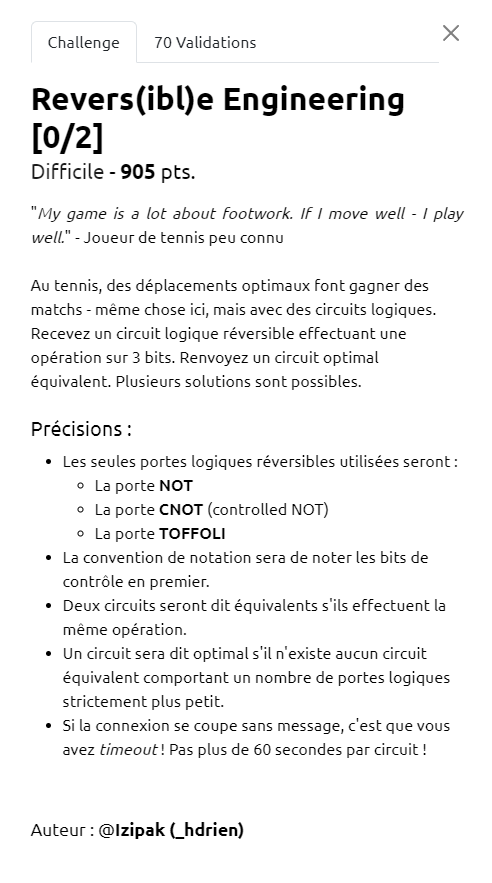 Challenge
70 Validations
Revers(ibl)e Engineering
[0/2]
Difficile - 905 pts.
"My game is a lot about footwork. If I move well - I play
well." - Joueur de tennis peu connu
Au tennis, des déplacements optimaux font gagner des
matchs - même chose ici, mais avec des circuits logiques.
Recevez un circuit logique réversible effectuant une
opération sur 3 bits. Renvoyez un circuit optimal
équivalent. Plusieurs solutions sont possibles.
Précisions :
• Les seules portes logiques réversibles utilisées seront :
◦ La porte NOT
◦ La porte CNOT (controlled NOT)
◦ La porte TOFFOLI
• La convention de notation sera de noter les bits de
contrôle en premier.
• Deux circuits seront dit équivalents s'ils effectuent la
même opération.
• Un circuit sera dit optimal s'il n'existe aucun circuit
équivalent comportant un nombre de portes logiques
strictement plus petit.
• Si la connexion se coupe sans message, c'est que vous
avez timeout ! Pas plus de 60 secondes par circuit !
Auteur : @Izipak (_hdrien)